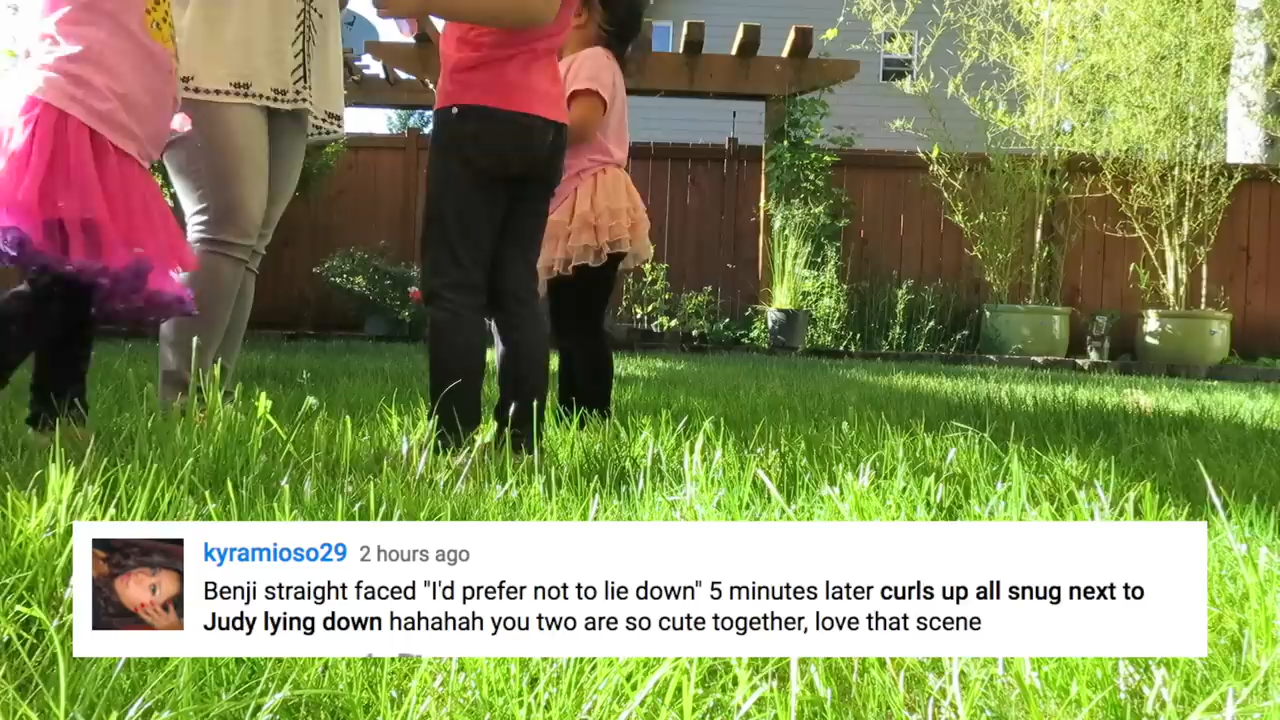 kyramioso29 2 hours ago
Benji straight faced "I'd prefer not to lie down" 5 minutes later curls up all snug next to
Judy lying down hahahah you two are so cute together, love that scene